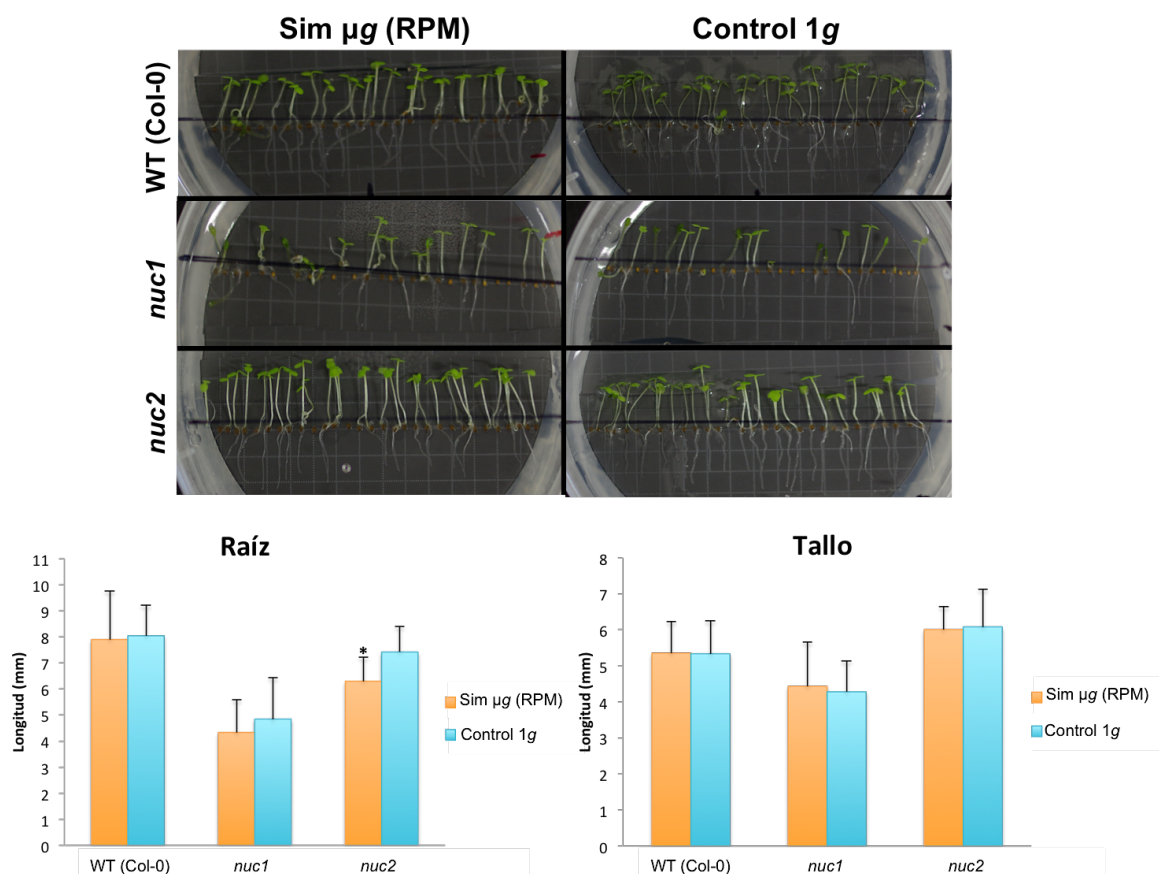 Sim µg (RPM)
Control 1g
WT (Col-0)
nuc1
nuc2
Raíz
Longitud (mm)
11
10
9
8
7
6
5
4
3
2
1
0
*
WT (Col-0)
nuc1
nuc2
Sim µg (RPM)
Control 1g
Tallo
Longitud (mm)
8
7
6
5
4
3
2
1
0
WT (Col-0)
nuc1
nuc2
Sim µg (RPM)
Control 1g